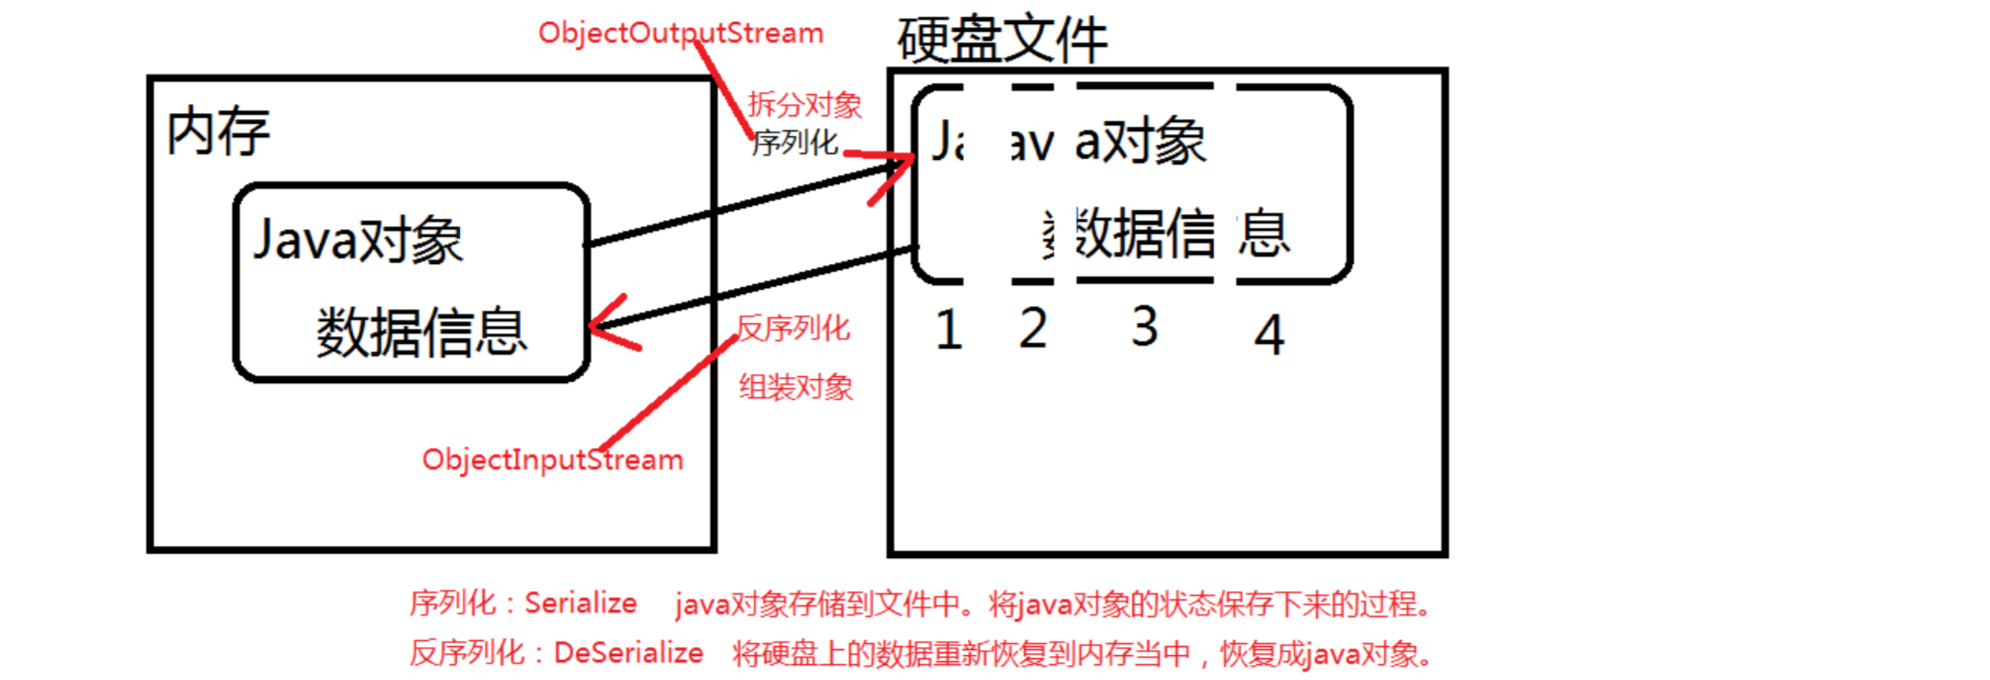 ObjectOutputStream
硬盘文件
内存
拆分对象
序列化
Java对象
数据信息
Ja av a对象
数据信 息
1 2 3 4
反序列化
组装对象
ObjectInputStream
序列化：Serialize java对象存储到文件中。将java对象的状态保存下来的过程。
反序列化：DeSerialize 将硬盘上的数据重新恢复到内存当中，恢复成java对象。